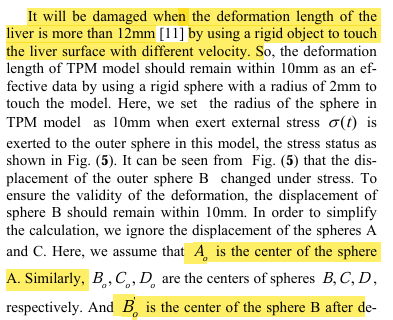 It will be damaged when the deformation length of the
liver is more than 12mm [11] by using a rigid object to touch
the liver surface with different velocity. So, the deformation
length of TPM model should remain within 10mm as an ef-
fective data by using a rigid sphere with a radius of 2mm to
touch the model. Here, we set the radius of the sphere in
TPM model as 10mm when exert external stress σ(t) is
exerted to the outer sphere in this model, the stress status as
shown in Fig. (5). It can be seen from Fig. (5) that the dis-
placement of the outer sphere B changed under stress. To
ensure the validity of the deformation, the displacement of
sphere B should remain within 10mm. In order to simplify
the calculation, we ignore the displacement of the spheres A
and C. Here, we assume that A_o is the center of the sphere
A. Similarly, B_o, C_o, D_o are the centers of spheres B, C, D,
respectively. And B'_o is the center of the sphere B after de-